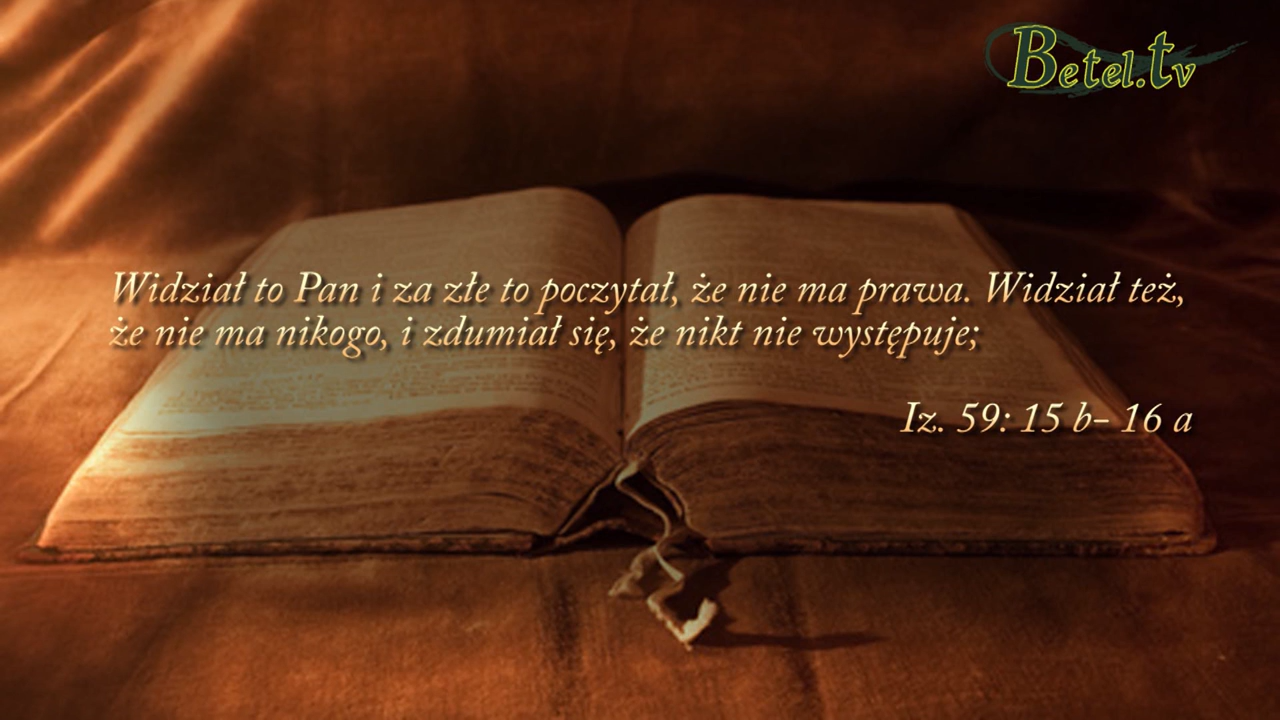 Betel.tv
Widział to Pan i za złe to poczytał, że nie ma prawa. Widział też,
że nie ma nikogo, i zdumiał się, że nikt nie występuje;
Iz. 59: 15 b- 16 a